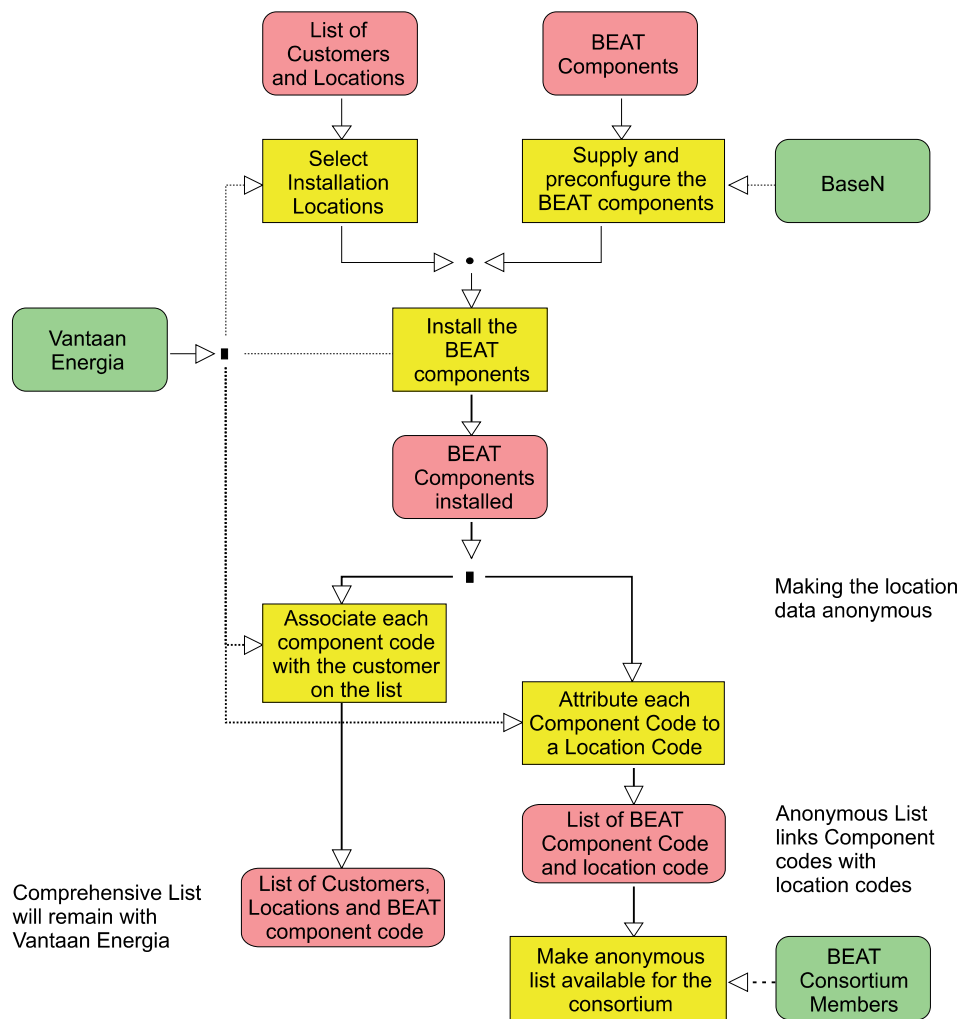 List of
Customers
and Locations
BEAT
Components
Select
Installation
Locations
Supply and
preconfugure the
BEAT components
BaseN
Vantaan
Energia
Install the
BEAT
components
BEAT
Components
installed
Making the location
data anonymous
Associate each
component code
with the customer
on the list
Attribute each
Component Code to
a Location Code
List of BEAT
Component Code
and location code
Anonymous List
links Component
codes with
location codes
Comprehensive List
will remain with
Vantaan Energia
List of Customers,
Locations and BEAT
component code
Make anonymous
list available for the
consortium
BEAT
Consortium
Members